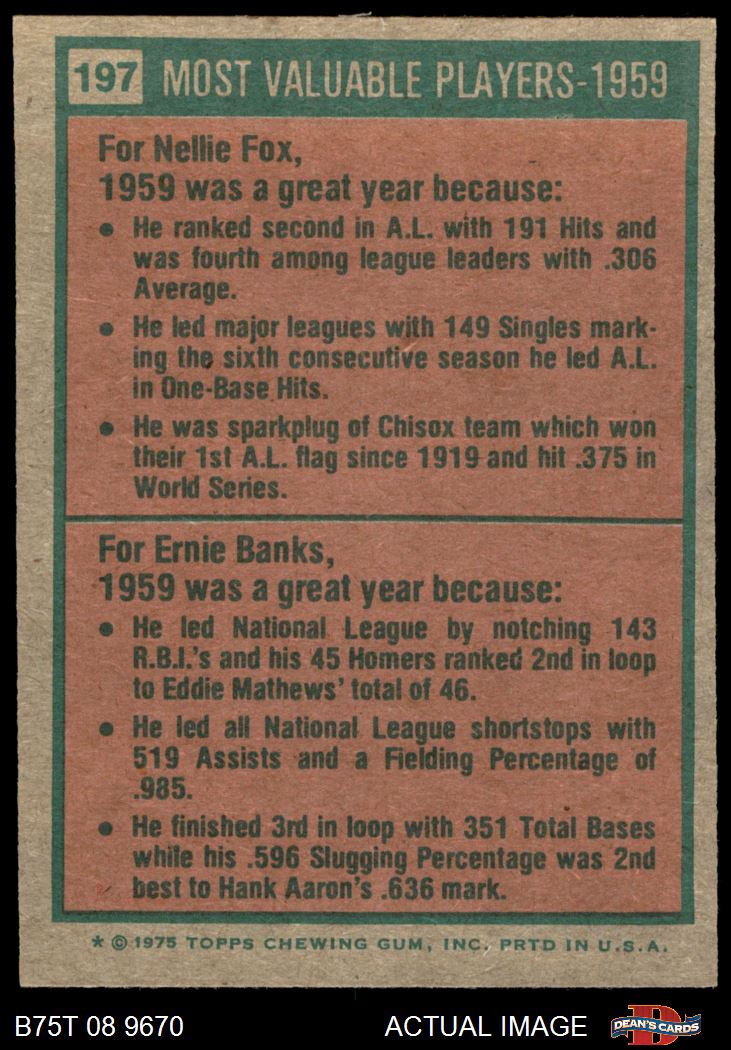 197 MOST VALUABLE PLAYERS-1959
For Nellie Fox,
1959 was a great year because:
• He ranked second in A.L. with 191 Hits and
was fourth among league leaders with .306
Average.
• He led major leagues with 149 Singles mark-
ing the sixth consecutive season he led A.L.
in One-Base Hits.
• He was sparkplug of Chisox team which won
their 1st A.L. flag since 1919 and hit .375 in
World Series.
For Ernie Banks,
1959 was a great year because:
• He led National League by notching 143
R.B.I.'s and his 45 Homers ranked 2nd in loop
to Eddie Mathews' total of 46.
• He led all National League shortstops with
519 Assists and a Fielding Percentage of
.985.
• He finished 3rd in loop with 351 Total Bases
while his .596 Slugging Percentage was 2nd
best to Hank Aaron's .636 mark.
* © 1975 TOPPS CHEWING GUM, INC. PRTD IN U.S.A.
B75T 08 9670 ACTUAL IMAGE D DEAN'S CARDS